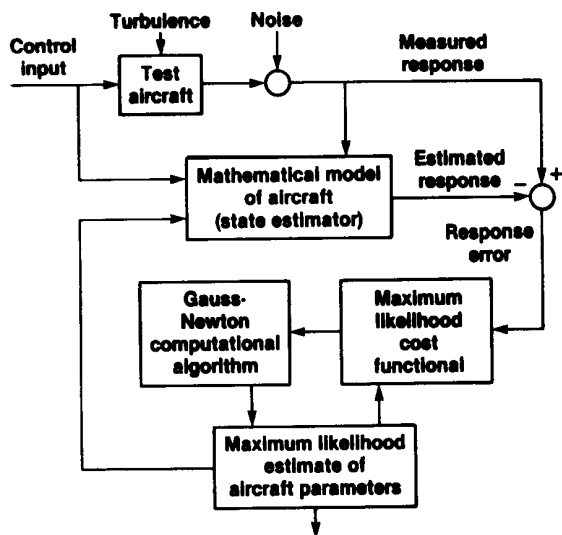 Turbulence
Noise
Control
input
Measured
response
Test
aircraft
Mathematical model
of aircraft
(state estimator)
Estimated
response
+
−
Response
error
Gauss-
Newton
computational
algorithm
Maximum
likelihood
cost
functional
Maximum likelihood
estimate of
aircraft parameters